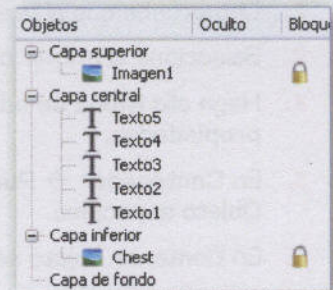 Objetos Oculto Bloqu
Capa superior
Imagen1
Capa central
Texto5
Texto4
Texto3
Texto2
Texto1
Capa inferior
Chest
Capa de fondo